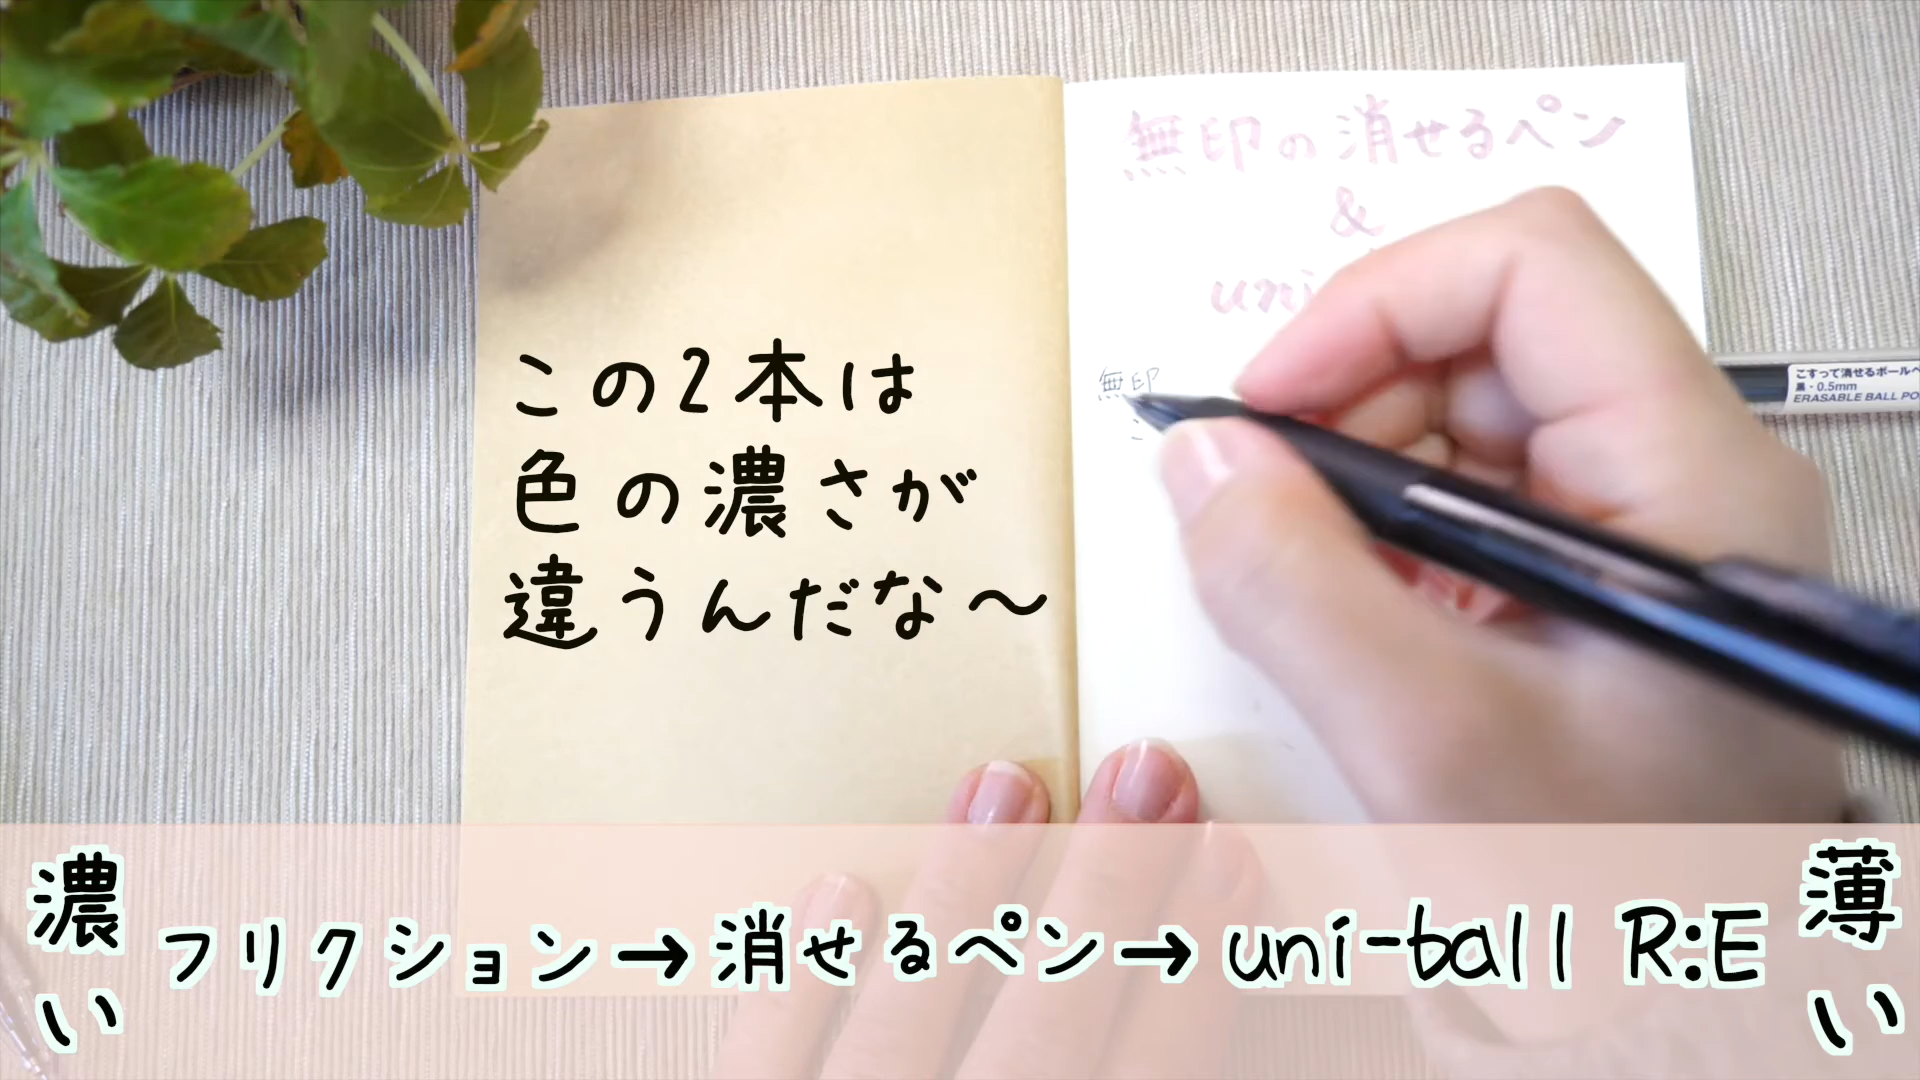 無印の消せるペン
&
uni
無印
こすって消せるボールペ
黒・0.5mm
ERASABLE BALL PO
この2本は
色の濃さが
違うんだな〜
濃い
フリクション→消せるペン→uni-ball R:E
薄い